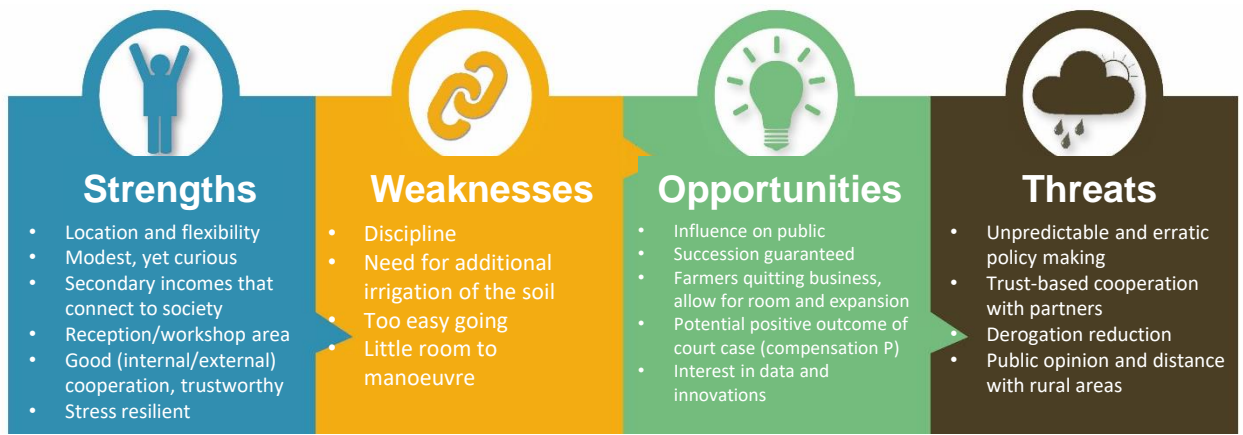 Strengths
• Location and flexibility
• Modest, yet curious
• Secondary incomes that
connect to society
• Reception/workshop area
• Good (internal/external)
cooperation, trustworthy
• Stress resilient
Weaknesses
• Discipline
• Need for additional
irrigation of the soil
• Too easy going
• Little room to
manoeuvre
Opportunities
• Influence on public
• Succession guaranteed
• Farmers quitting business,
allow for room and expansion
• Potential positive outcome of
court case (compensation P)
• Interest in data and
innovations
Threats
• Unpredictable and erratic
policy making
• Trust-based cooperation
with partners
• Derogation reduction
• Public opinion and distance
with rural areas